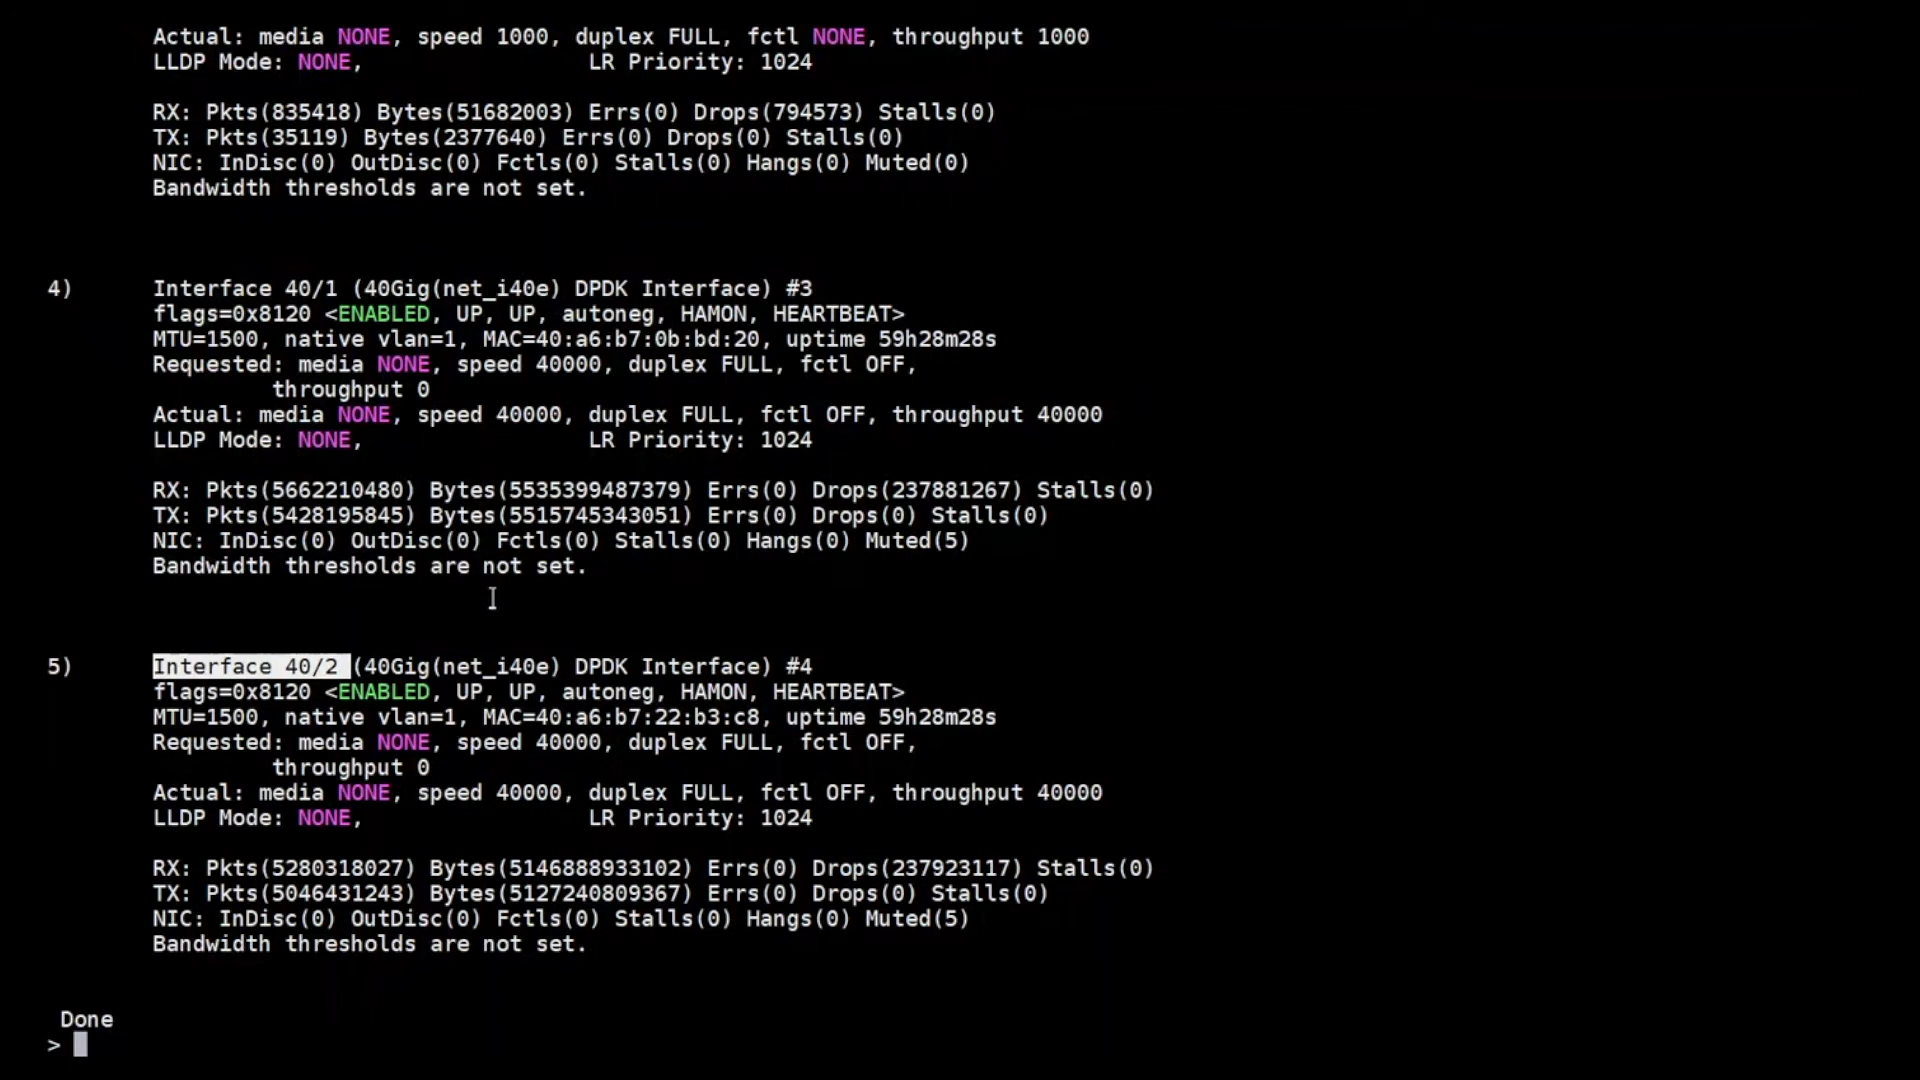 Actual: media NONE, speed 1000, duplex FULL, fctl NONE, throughput 1000
LLDP Mode: NONE,                 LR Priority: 1024
RX: Pkts(835418) Bytes(51682003) Errs(0) Drops(794573) Stalls(0)
TX: Pkts(35119) Bytes(2377640) Errs(0) Drops(0) Stalls(0)
NIC: InDisc(0) OutDisc(0) Fctls(0) Stalls(0) Hangs(0) Muted(0)
Bandwidth thresholds are not set.
4)      Interface 40/1 (40Gig(net_i40e) DPDK Interface) #3
flags=0x8120 <ENABLED, UP, UP, autoneg, HAMON, HEARTBEAT>
MTU=1500, native vlan=1, MAC=40:a6:b7:0b:bd:20, uptime 59h28m28s
Requested: media NONE, speed 40000, duplex FULL, fctl OFF,
throughput 0
Actual: media NONE, speed 40000, duplex FULL, fctl OFF, throughput 40000
LLDP Mode: NONE,                 LR Priority: 1024
RX: Pkts(5662210480) Bytes(5535399487379) Errs(0) Drops(237881267) Stalls(0)
TX: Pkts(5428195845) Bytes(5515745343051) Errs(0) Drops(0) Stalls(0)
NIC: InDisc(0) OutDisc(0) Fctls(0) Stalls(0) Hangs(0) Muted(5)
Bandwidth thresholds are not set.
5)      Interface 40/2 (40Gig(net_i40e) DPDK Interface) #4
flags=0x8120 <ENABLED, UP, UP, autoneg, HAMON, HEARTBEAT>
MTU=1500, native vlan=1, MAC=40:a6:b7:22:b3:c8, uptime 59h28m28s
Requested: media NONE, speed 40000, duplex FULL, fctl OFF,
throughput 0
Actual: media NONE, speed 40000, duplex FULL, fctl OFF, throughput 40000
LLDP Mode: NONE,                 LR Priority: 1024
RX: Pkts(5280318027) Bytes(5146888933102) Errs(0) Drops(237923117) Stalls(0)
TX: Pkts(5046431243) Bytes(5127240809367) Errs(0) Drops(0) Stalls(0)
NIC: InDisc(0) OutDisc(0) Fctls(0) Stalls(0) Hangs(0) Muted(5)
Bandwidth thresholds are not set.
Done
>